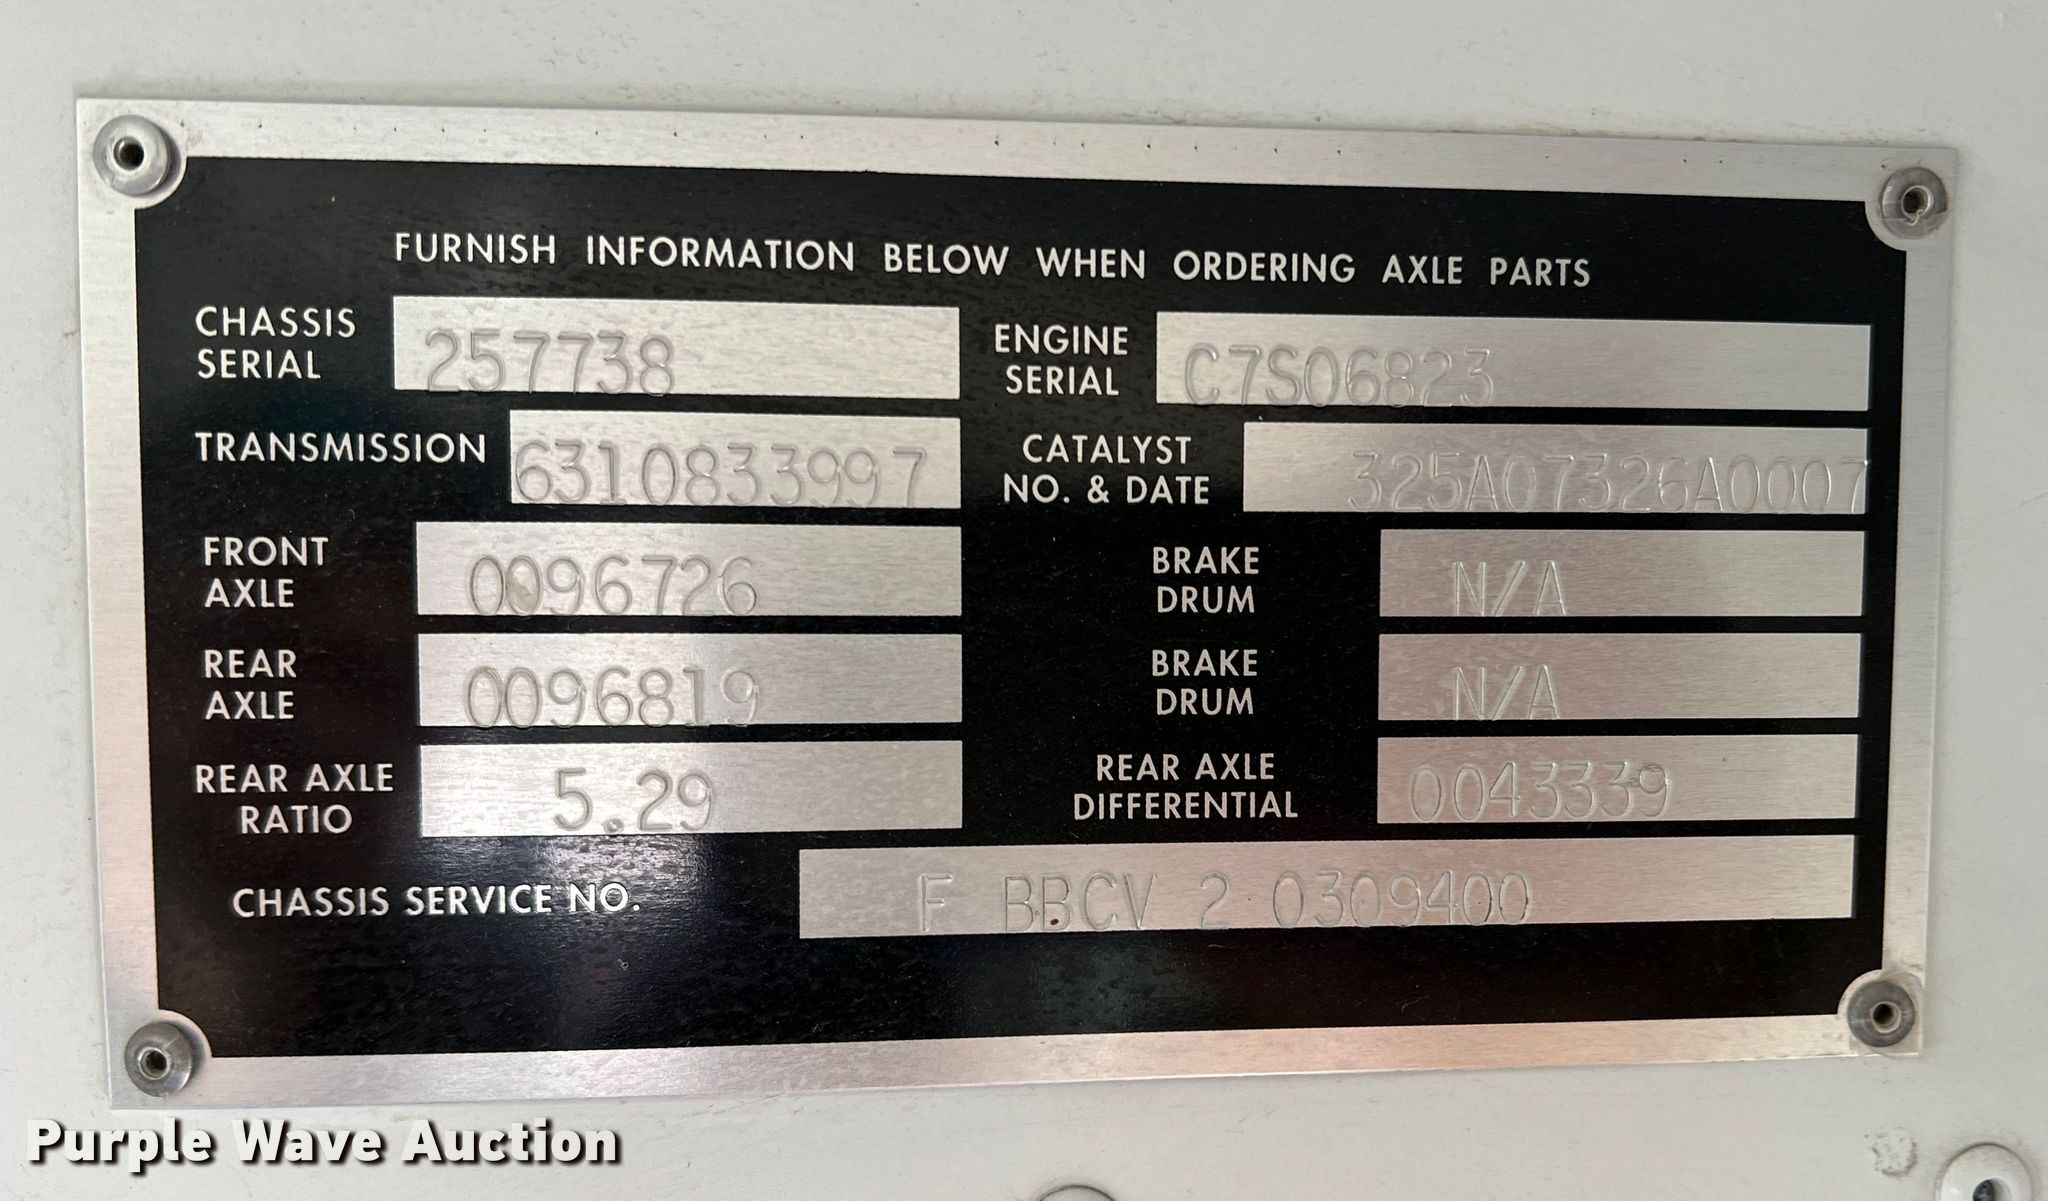 FURNISH INFORMATION BELOW WHEN ORDERING AXLE PARTS
CHASSIS
SERIAL
257738
ENGINE
SERIAL
C7S06823
TRANSMISSION
6310833997
CATALYST
NO. & DATE
325A07326A0007
FRONT
AXLE
0096726
BRAKE
DRUM
N/A
REAR
AXLE
0096819
BRAKE
DRUM
N/A
REAR AXLE
RATIO
5.29
REAR AXLE
DIFFERENTIAL
0043339
CHASSIS SERVICE NO.
F BBCV 2 0309400
Purple Wave Auction